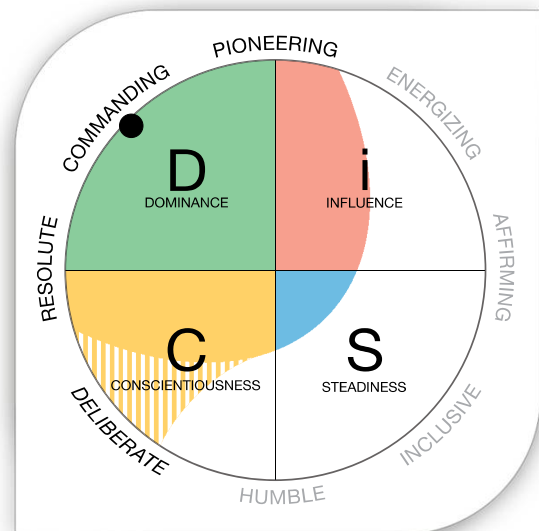 PIONEERING
COMMANDING
ENERGIZING
D
DOMINANCE
i
INFLUENCE
RESOLUTE
AFFIRMING
C
CONSCIENTIOUSNESS
S
STEADINESS
DELIBERATE
INCLUSIVE
HUMBLE